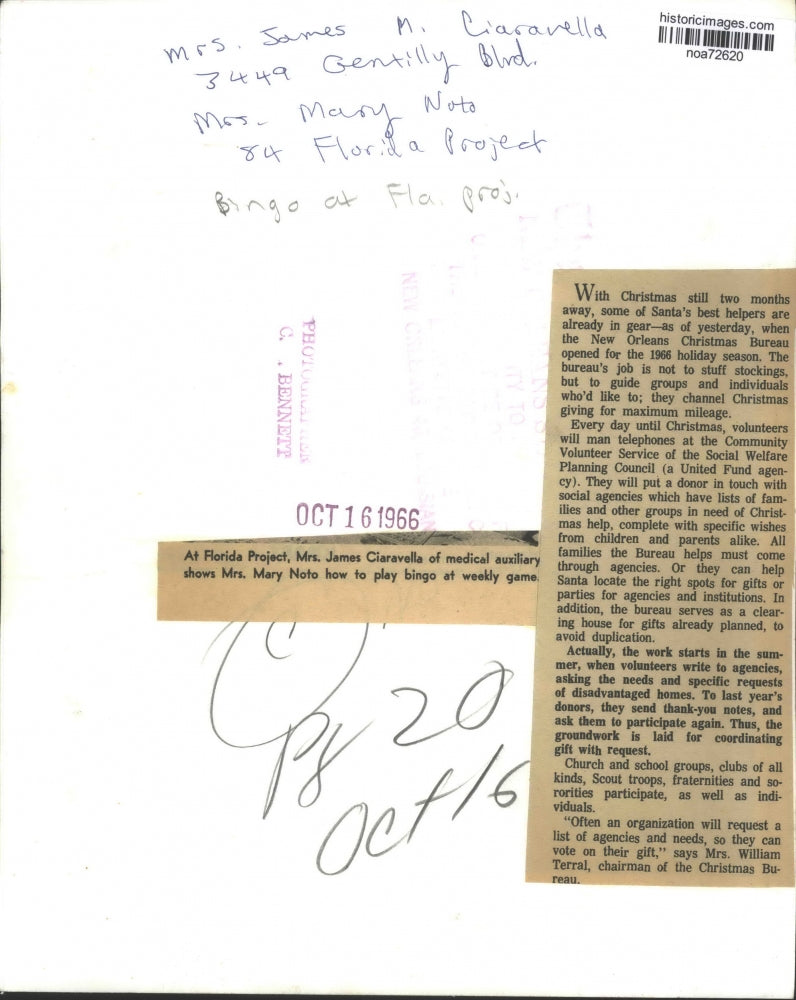 historicimages.com
noa72620
Mrs. James M. Ciaravella
3449 Gentilly Blvd.
Mrs. Mary Noto
84 Florida Project
Bingo at Fla. proj.
PHOTOGRAPHER
C. . BENNETT
OCT 16 1966
At Florida Project, Mrs. James Ciaravella of medical auxiliary
shows Mrs. Mary Noto how to play bingo at weekly game.
Pg 20
Oct 16
With Christmas still two months
away, some of Santa's best helpers are
already in gear—as of yesterday, when
the New Orleans Christmas Bureau
opened for the 1966 holiday season. The
bureau's job is not to stuff stockings,
but to guide groups and individuals
who'd like to; they channel Christmas
giving for maximum mileage.
Every day until Christmas, volunteers
will man telephones at the Community
Volunteer Service of the Social Welfare
Planning Council (a United Fund agen-
cy). They will put a donor in touch with
social agencies which have lists of fam-
ilies and other groups in need of Christ-
mas help, complete with specific wishes
from children and parents alike. All
families the Bureau helps must come
through agencies. Or they can help
Santa locate the right spots for gifts or
parties for agencies and institutions. In
addition, the bureau serves as a clear-
ing house for gifts already planned, to
avoid duplication.
Actually, the work starts in the sum-
mer, when volunteers write to agencies,
asking the needs and specific requests
of disadvantaged homes. To last year's
donors, they send thank-you notes, and
ask them to participate again. Thus, the
groundwork is laid for coordinating
gift with request.
Church and school groups, clubs of all
kinds, Scout troops, fraternities and so-
rorities participate, as well as indi-
viduals.
"Often an organization will request a
list of agencies and needs, so they can
vote on their gift," says Mrs. William
Terral, chairman of the Christmas Bu-
reau.